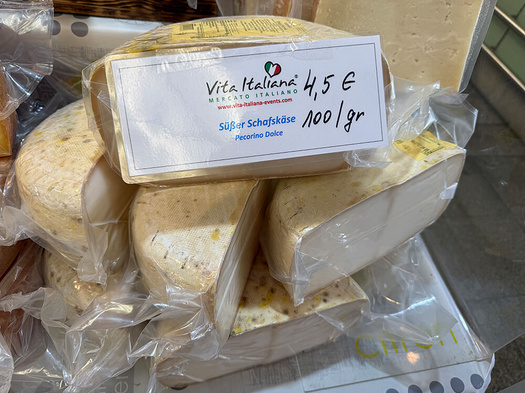 Vita Italiana 4,5 €
MERCATO ITALIANO
www.vita-italiana-events.com
Süßer Schafskäse 100/gr
Pecorino Dolce